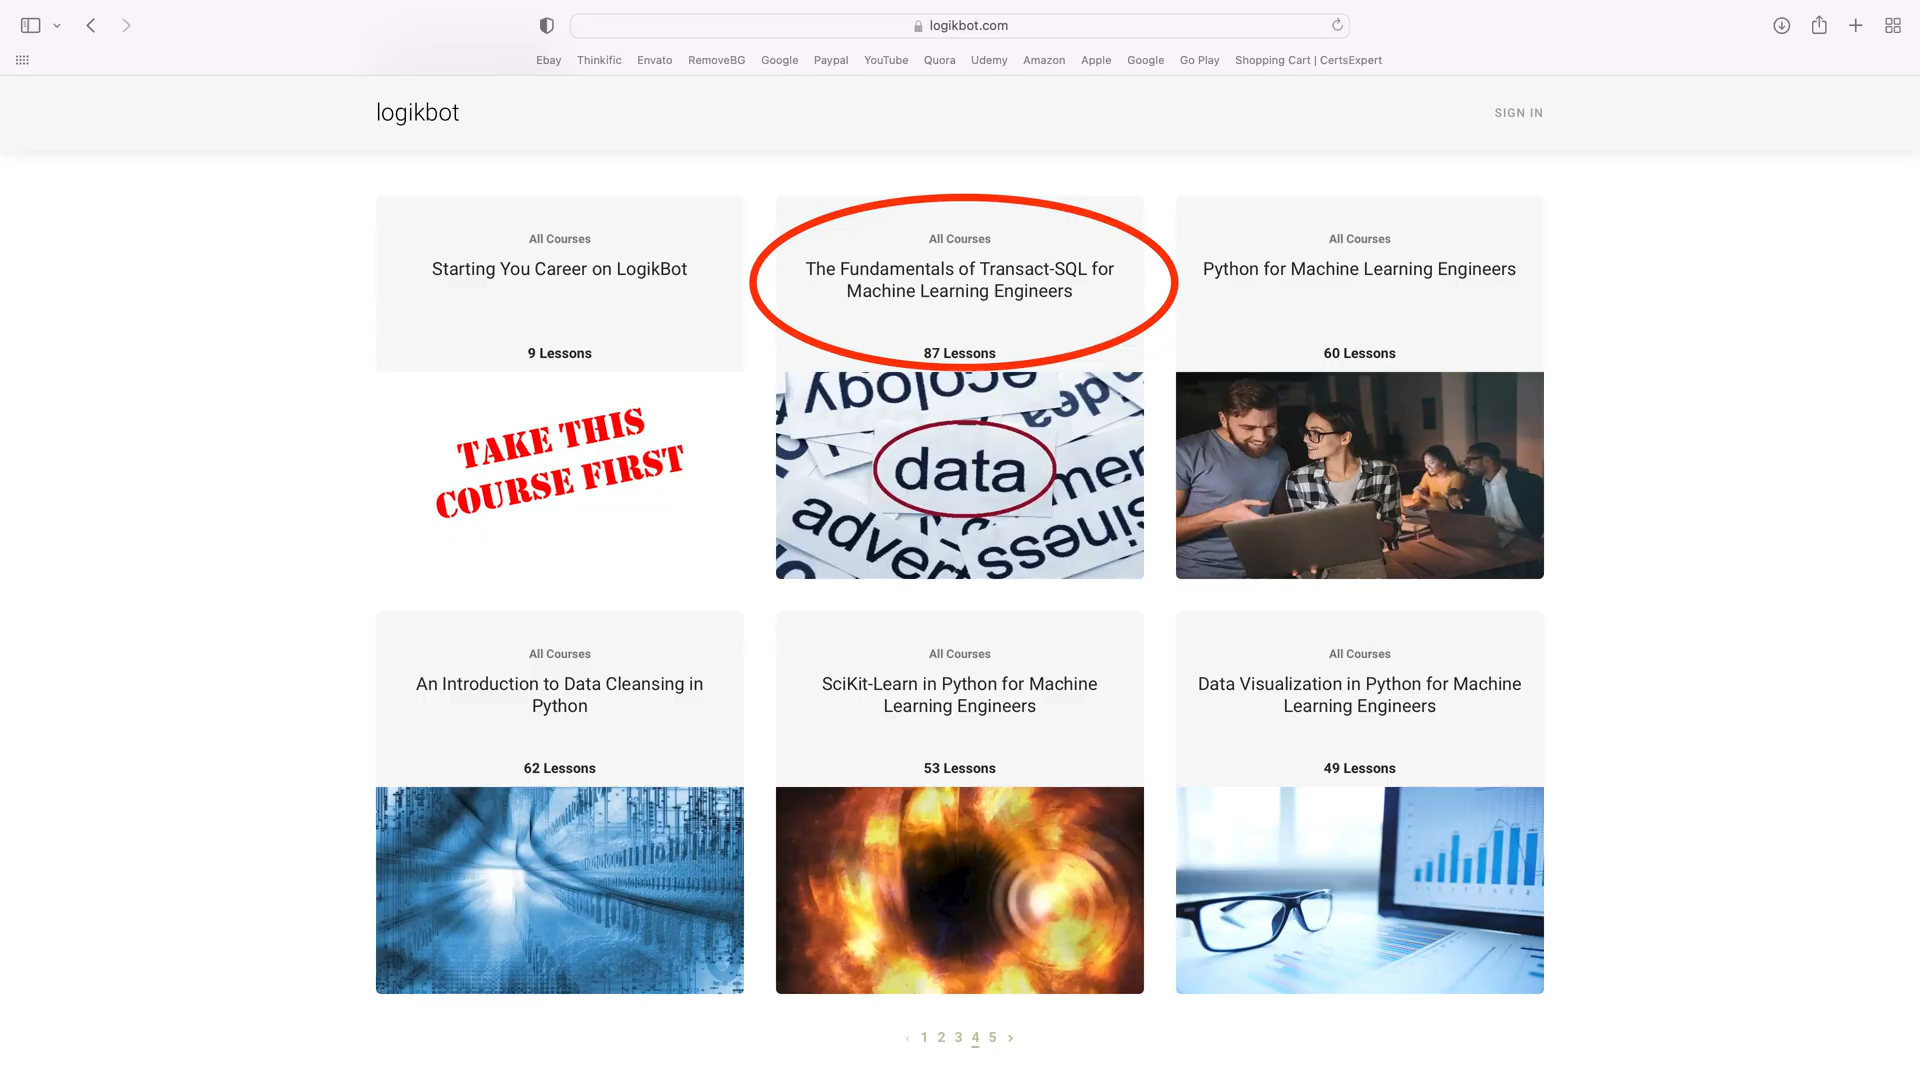 logikbot.com
Ebay Thinkific Envato RemoveBG Google Paypal YouTube Quora Udemy Amazon Apple Google Go Play Shopping Cart | CertsExpert
logikbot
SIGN IN
All Courses
Starting You Career on LogikBot
9 Lessons
TAKE THIS
COURSE FIRST
All Courses
The Fundamentals of Transact-SQL for
Machine Learning Engineers
87 Lessons
ecology
data
All Courses
Python for Machine Learning Engineers
60 Lessons
All Courses
An Introduction to Data Cleansing in
Python
62 Lessons
All Courses
SciKit-Learn in Python for Machine
Learning Engineers
53 Lessons
All Courses
Data Visualization in Python for Machine
Learning Engineers
49 Lessons
‹ 1 2 3 4 5 ›